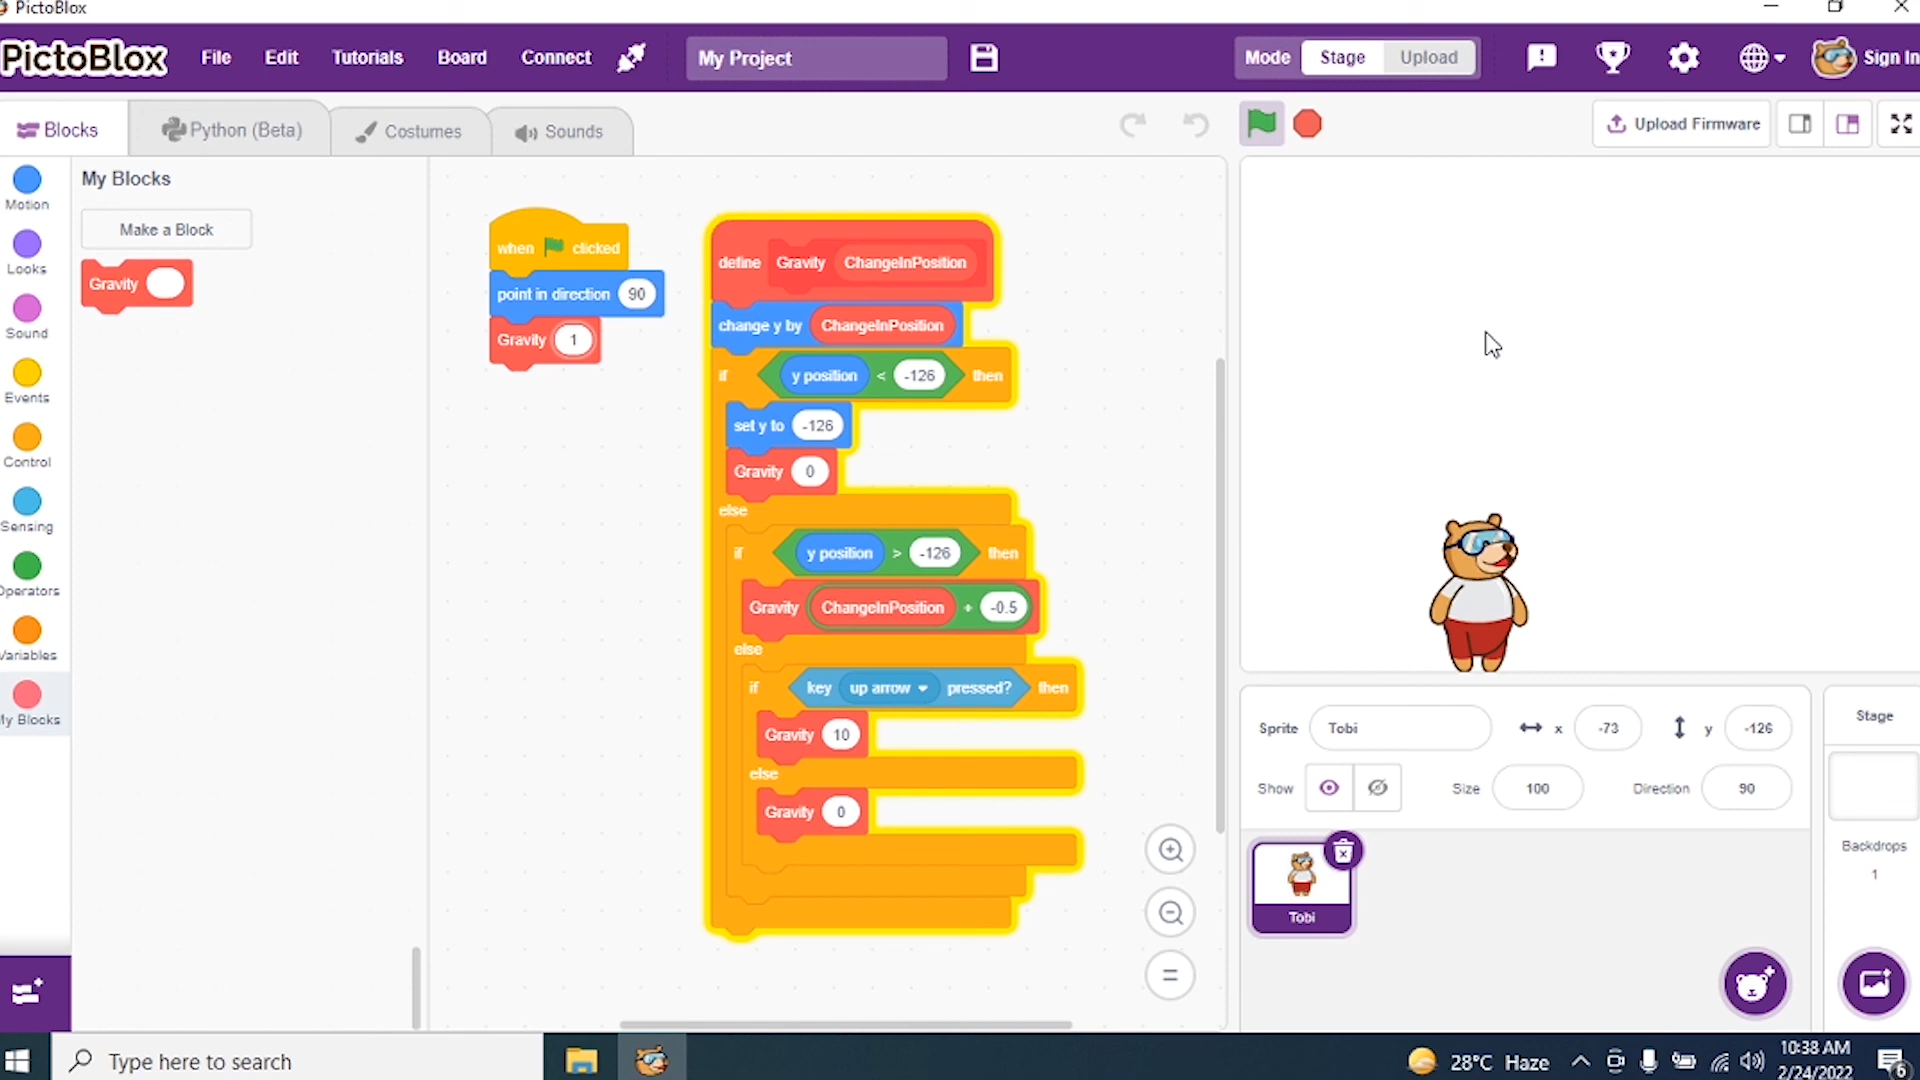 PictoBlox
PictoBlox File Edit Tutorials Board Connect My Project Mode Stage Upload Sign In
Blocks Python (Beta) Costumes Sounds Upload Firmware
Motion
Looks
Sound
Events
Control
Sensing
Operators
Variables
My Blocks
My Blocks
Make a Block
Gravity
when clicked
point in direction 90
Gravity 1
define Gravity ChangeInPosition
change y by ChangeInPosition
if y position < -126 then
set y to -126
Gravity 0
else
if y position > -126 then
Gravity ChangeInPosition + -0.5
else
if key up arrow pressed? then
Gravity 10
else
Gravity 0
Sprite Tobi x -73 y -126
Show Size 100 Direction 90
Tobi
Stage
Backdrops
1
Type here to search
28°C Haze
10:38 AM
2/24/2022
6